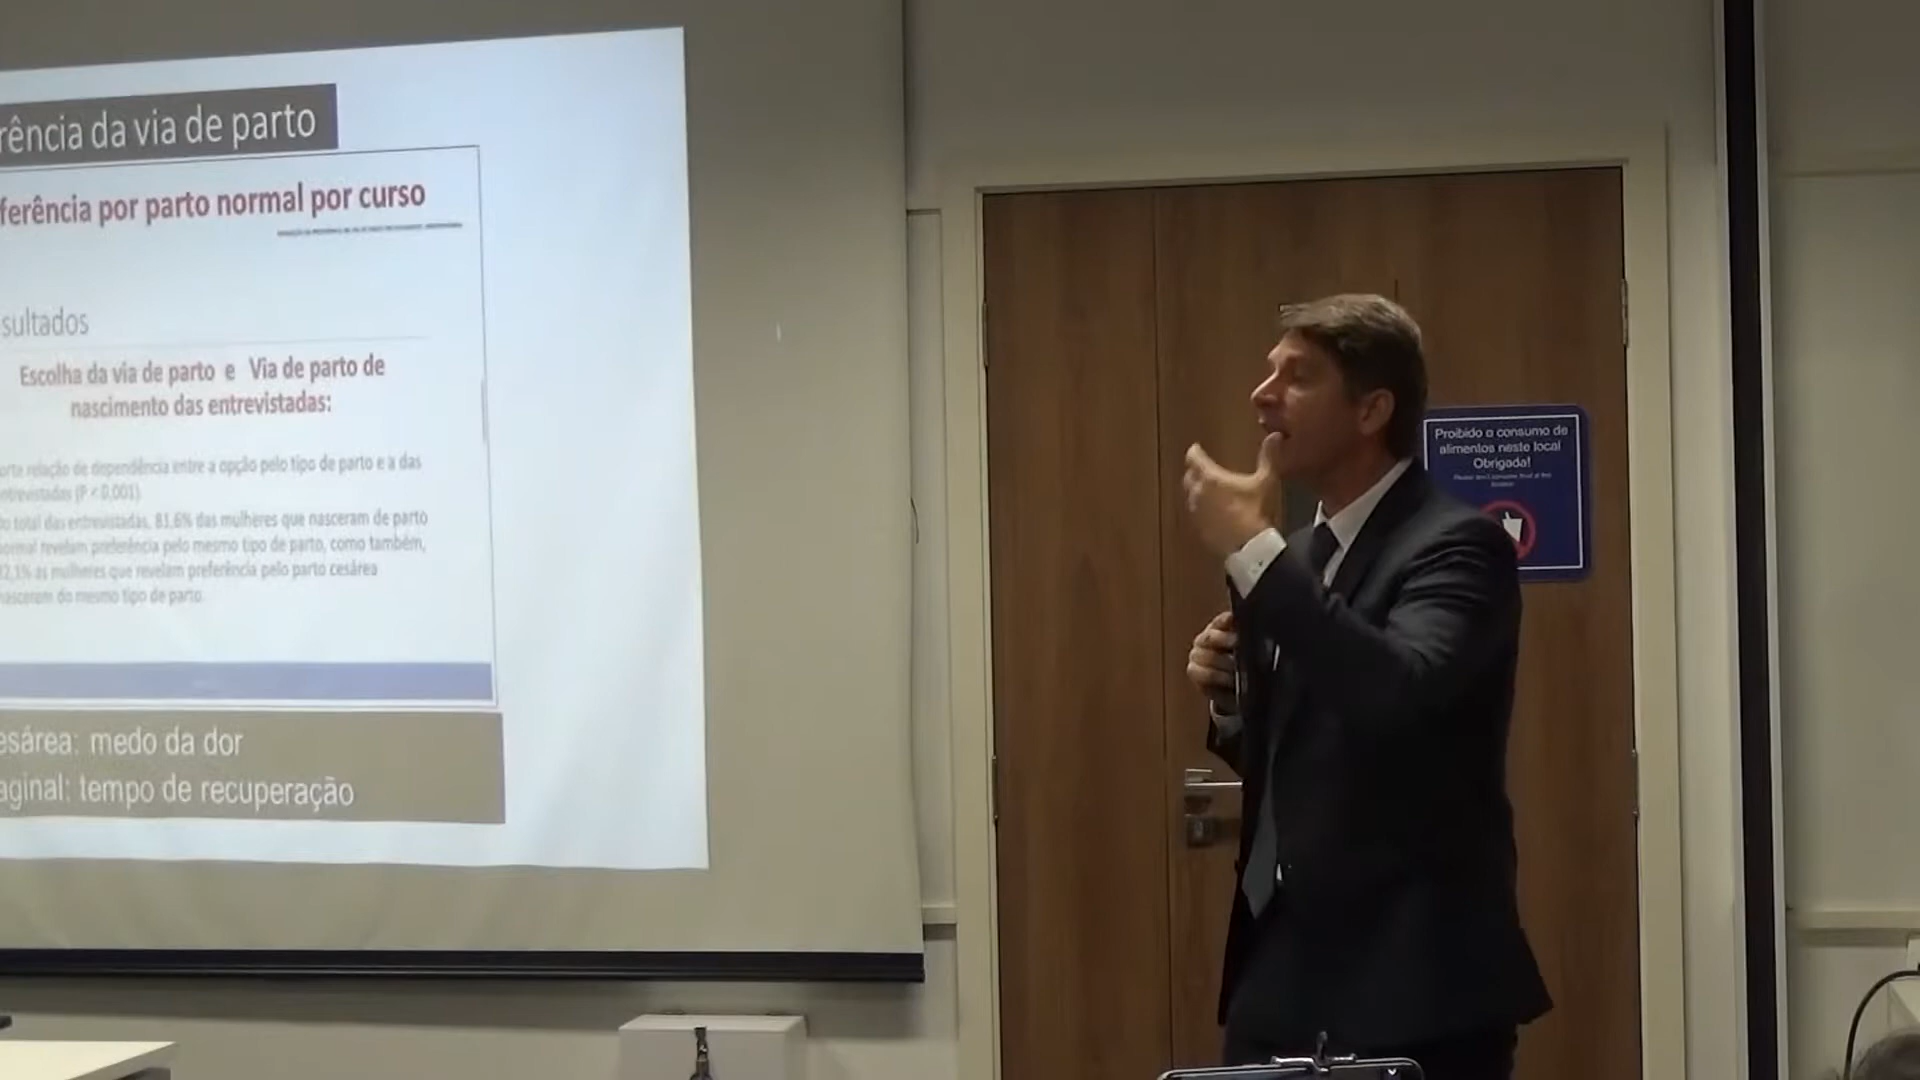 rência da via de parto
ferência por parto normal por curso
sultados
Escolha da via de parto e Via de parto de
nascimento das entrevistadas:
orte relação de dependência entre a opção pelo tipo de parto e a das
ntrevistadas (P < 0,001)
o total das entrevistadas, 81,6% das mulheres que nasceram de parto
ormal revelam preferência pelo mesmo tipo de parto, como também,
2,1% as mulheres que revelam preferência pelo parto cesárea
nasceram do mesmo tipo de parto.
esárea: medo da dor
aginal: tempo de recuperação
Proibido o consumo de
alimentos neste local
Obrigada!